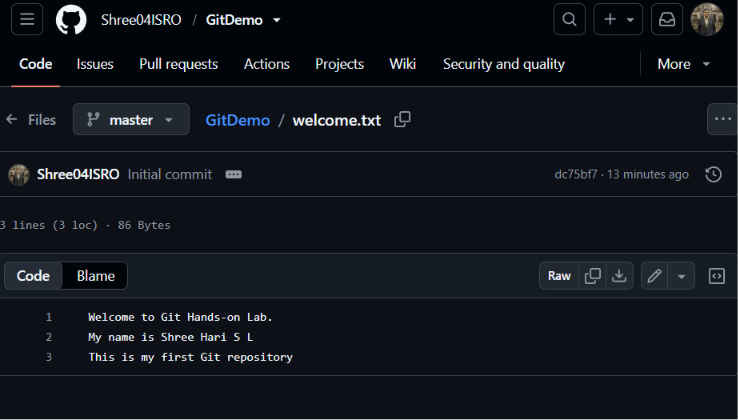 Shree04ISRO / GitDemo
Code Issues Pull requests Actions Projects Wiki Security and quality More
Files master GitDemo / welcome.txt
Shree04ISRO Initial commit dc75bf7 · 13 minutes ago
3 lines (3 loc) · 86 Bytes
Code Blame Raw
1 Welcome to Git Hands-on Lab.
2 My name is Shree Hari S L
3 This is my first Git repository